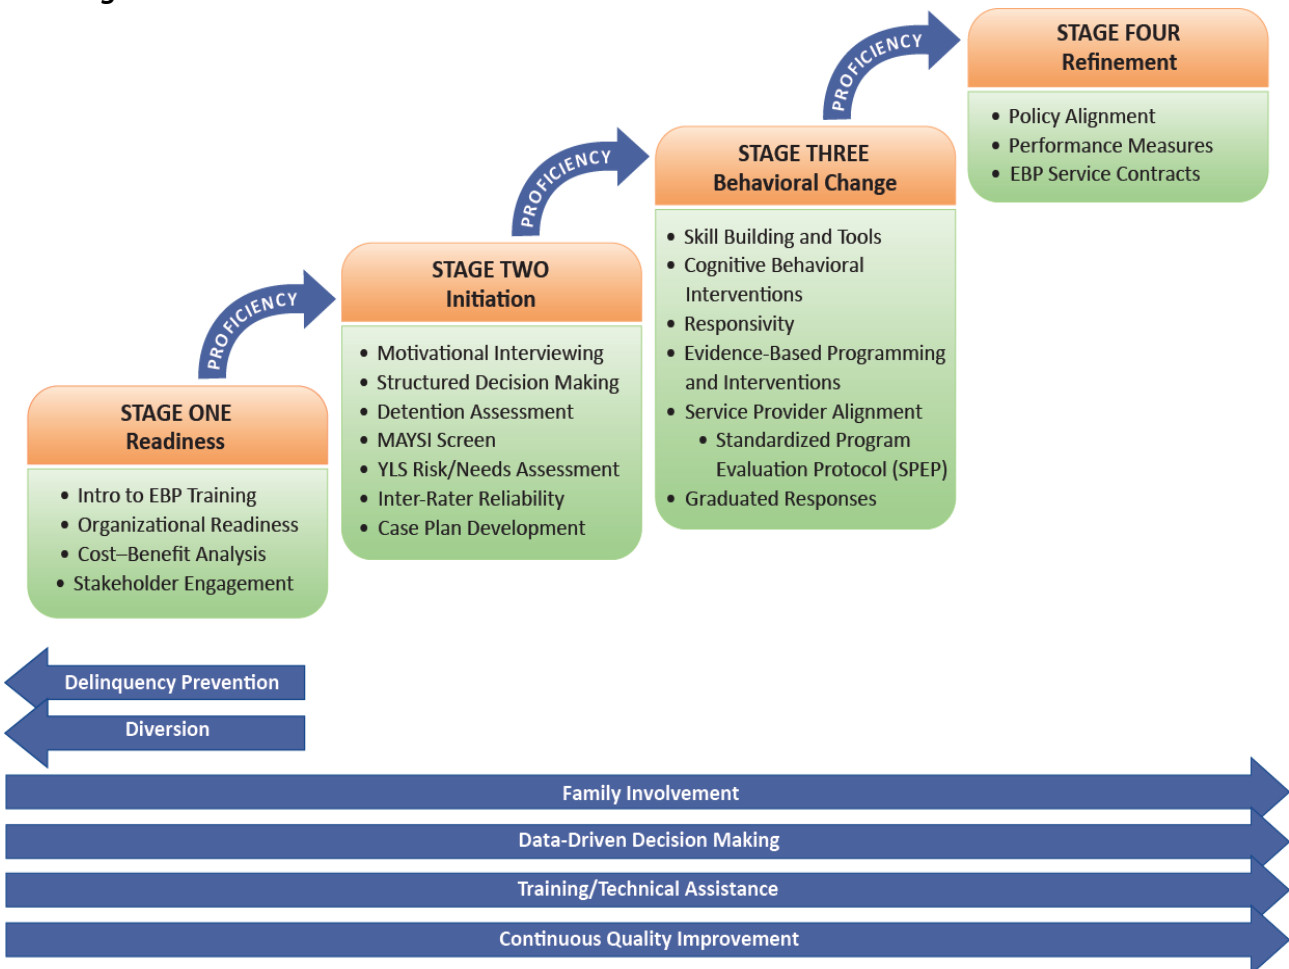 STAGE ONE
Readiness
• Intro to EBP Training
• Organizational Readiness
• Cost–Benefit Analysis
• Stakeholder Engagement
PROFICIENCY
STAGE TWO
Initiation
• Motivational Interviewing
• Structured Decision Making
• Detention Assessment
• MAYSI Screen
• YLS Risk/Needs Assessment
• Inter-Rater Reliability
• Case Plan Development
PROFICIENCY
STAGE THREE
Behavioral Change
• Skill Building and Tools
• Cognitive Behavioral
Interventions
• Responsivity
• Evidence-Based Programming
and Interventions
• Service Provider Alignment
• Standardized Program
Evaluation Protocol (SPEP)
• Graduated Responses
PROFICIENCY
STAGE FOUR
Refinement
• Policy Alignment
• Performance Measures
• EBP Service Contracts
Delinquency Prevention
Diversion
Family Involvement
Data-Driven Decision Making
Training/Technical Assistance
Continuous Quality Improvement